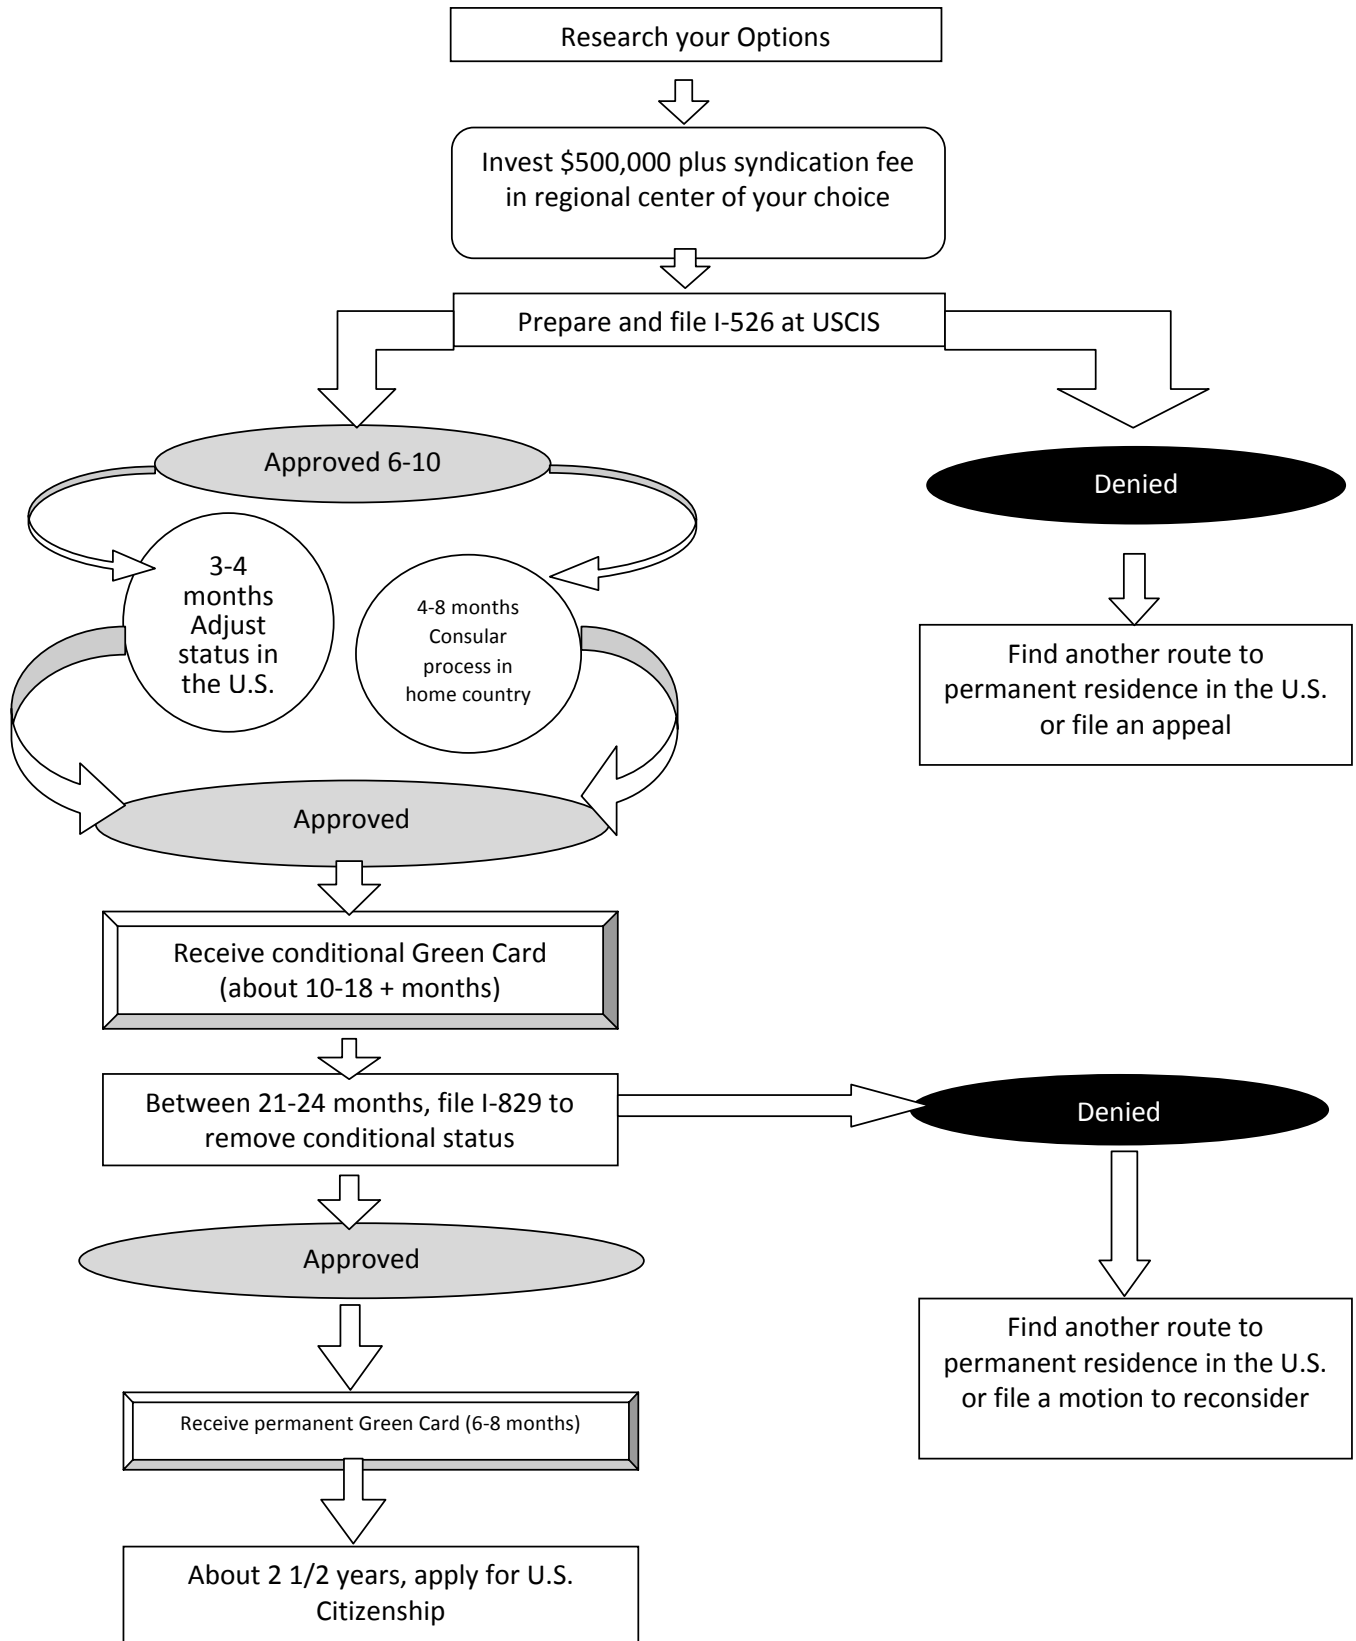 Research your Options
Invest $500,000 plus syndication fee
in regional center of your choice
Prepare and file I-526 at USCIS
Approved 6-10
Denied
3-4
months
Adjust
status in
the U.S.
4-8 months
Consular
process in
home country
Find another route to
permanent residence in the U.S.
or file an appeal
Approved
Receive conditional Green Card
(about 10-18 + months)
Between 21-24 months, file I-829 to
remove conditional status
Denied
Approved
Find another route to
permanent residence in the U.S.
or file a motion to reconsider
Receive permanent Green Card (6-8 months)
About 2 1/2 years, apply for U.S.
Citizenship